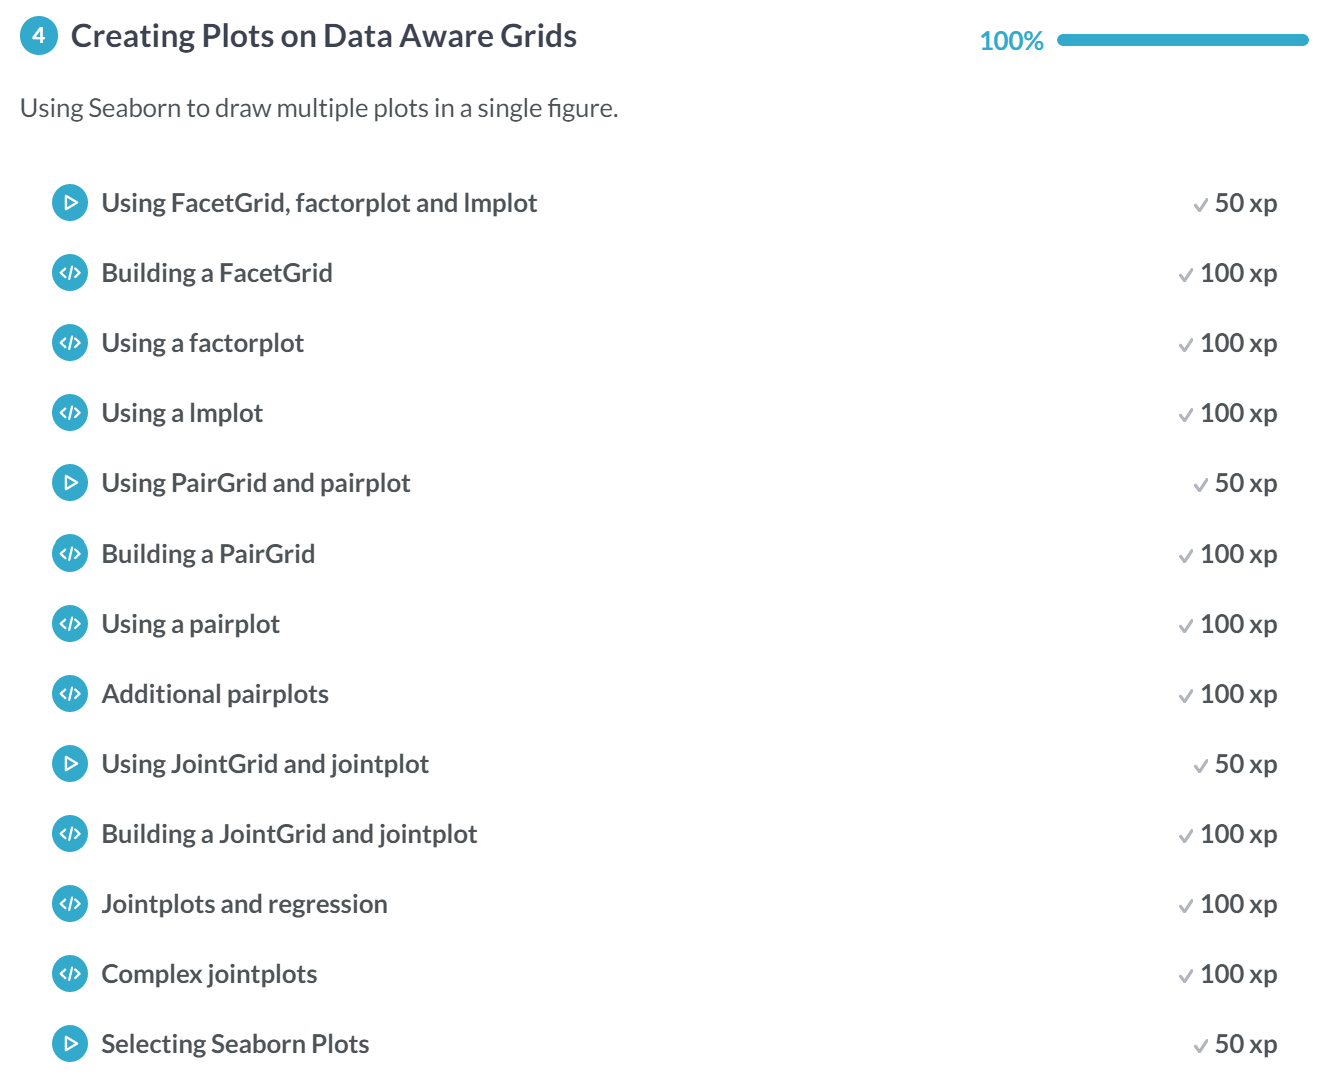 4 Creating Plots on Data Aware Grids 100%
Using Seaborn to draw multiple plots in a single figure.
Using FacetGrid, factorplot and lmplot 50 xp
</> Building a FacetGrid 100 xp
</> Using a factorplot 100 xp
</> Using a lmplot 100 xp
Using PairGrid and pairplot 50 xp
</> Building a PairGrid 100 xp
</> Using a pairplot 100 xp
</> Additional pairplots 100 xp
Using JointGrid and jointplot 50 xp
</> Building a JointGrid and jointplot 100 xp
</> Jointplots and regression 100 xp
</> Complex jointplots 100 xp
Selecting Seaborn Plots 50 xp